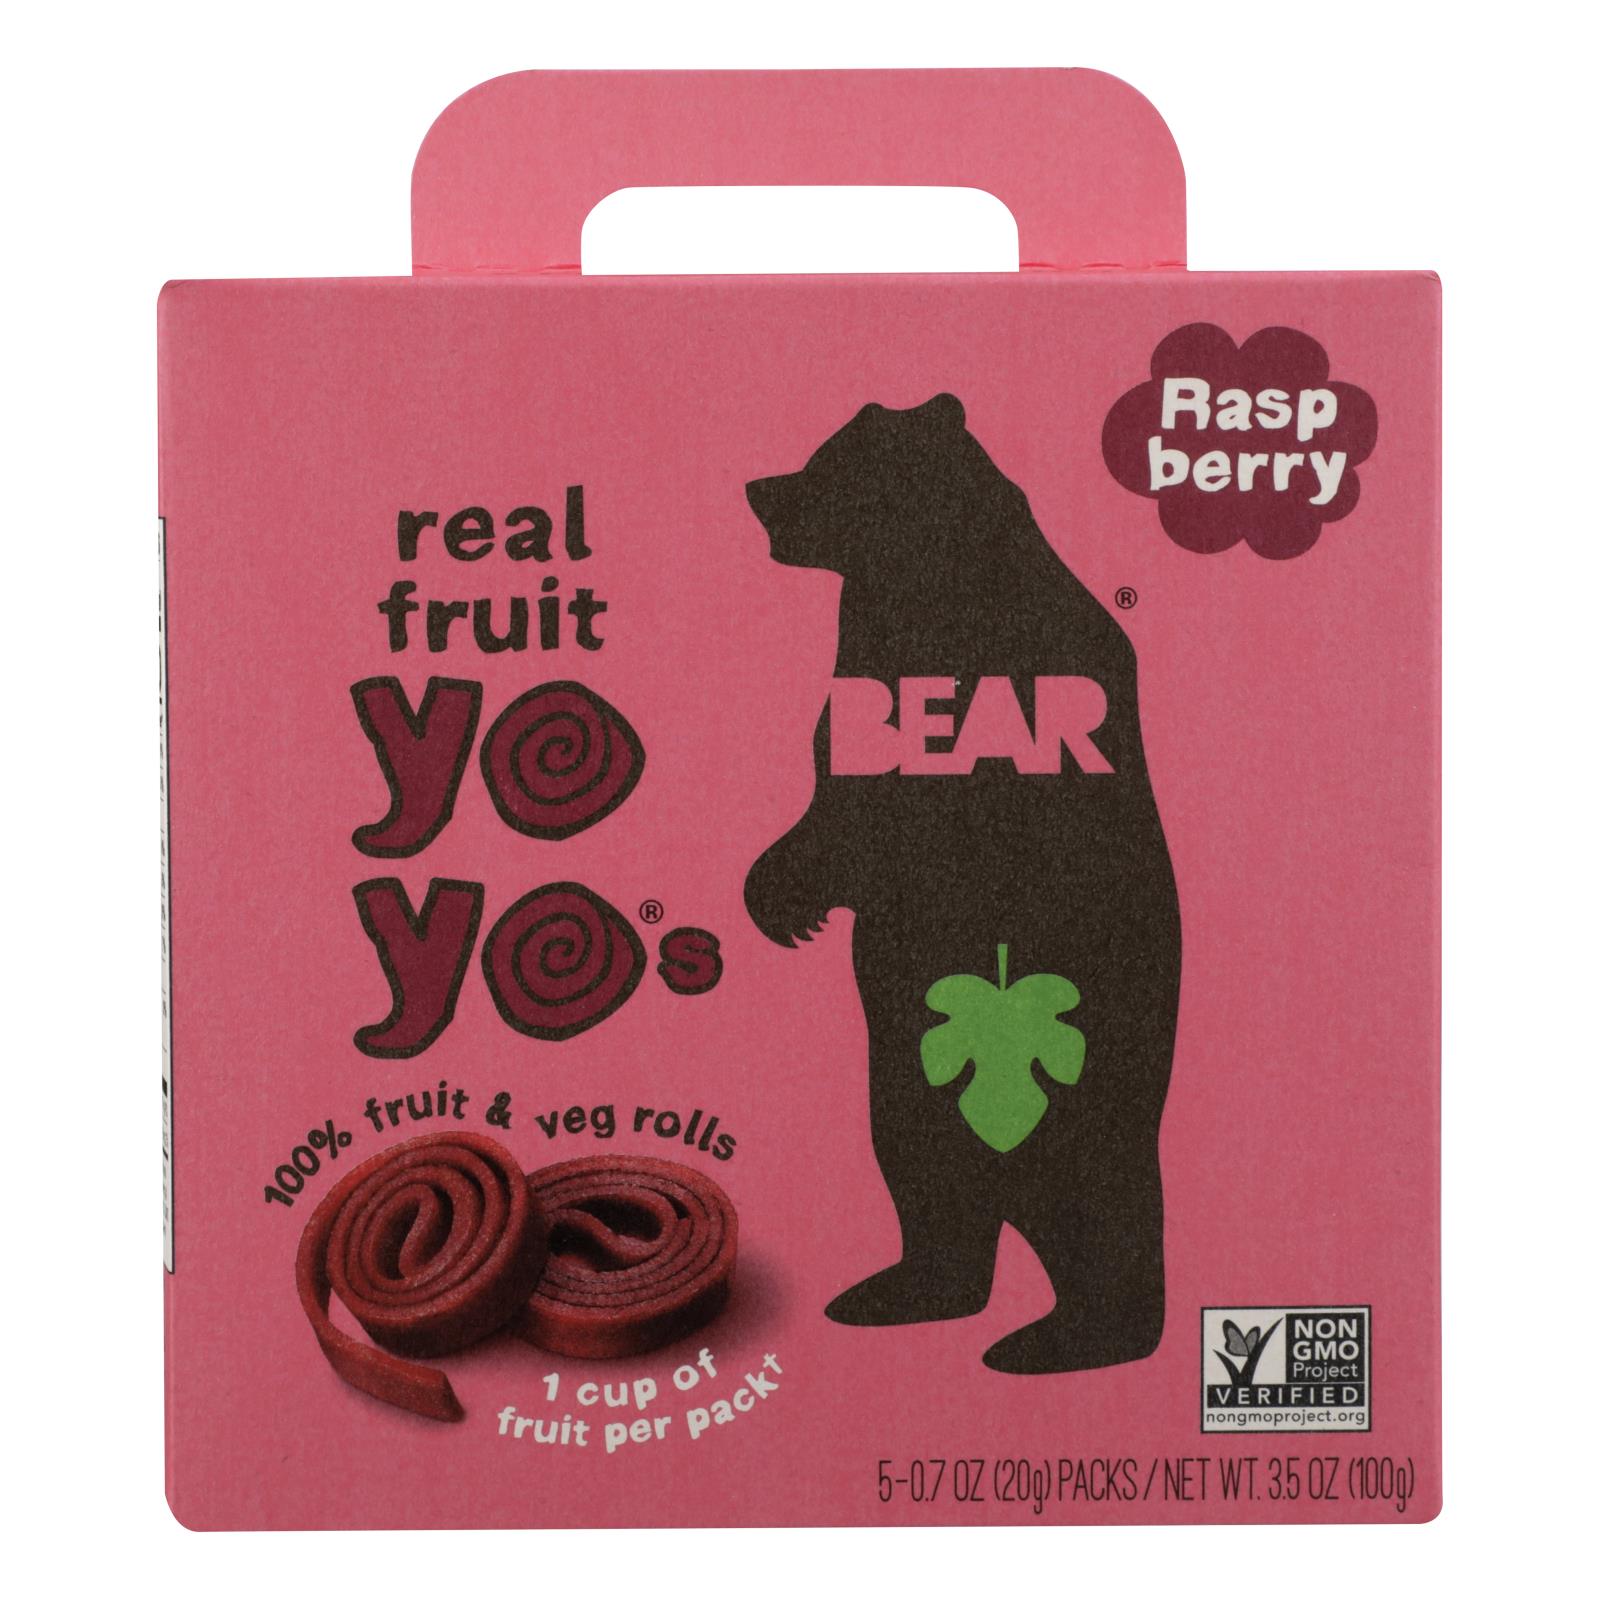 Rasp
berry
real
fruit
yo
yo®s
BEAR®
100% fruit & veg rolls
1 cup of
fruit per pack†
NON
GMO
Project
VERIFIED
nongmoproject.org
5-0.7 OZ (20g) PACKS / NET WT. 3.5 OZ (100g)